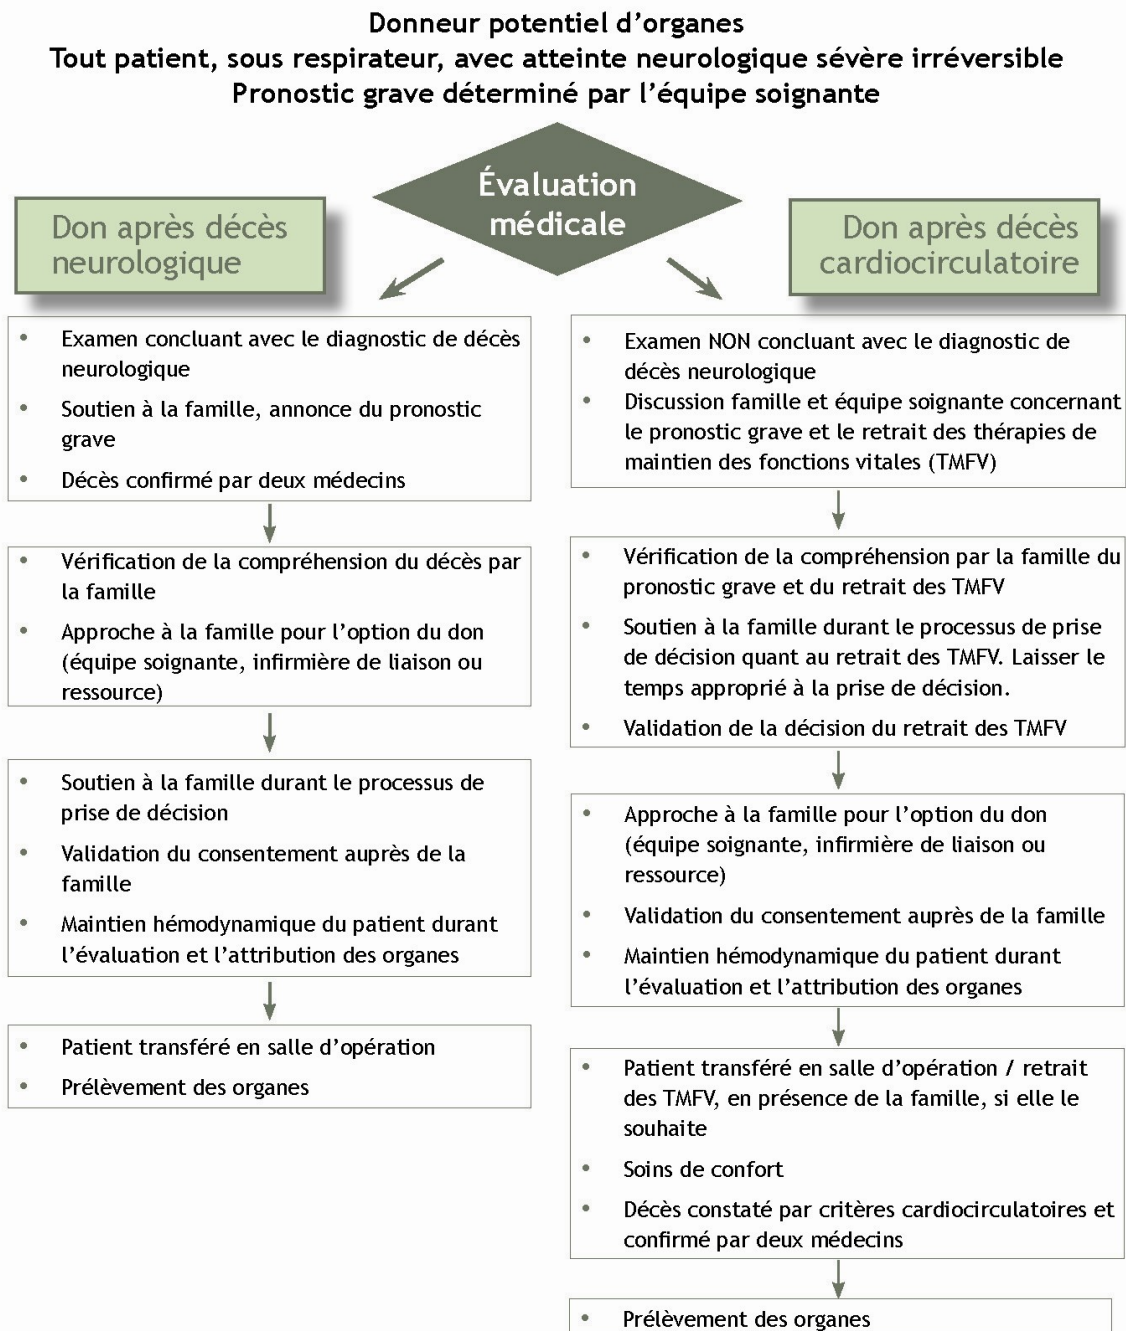 Donneur potentiel d'organes
Tout patient, sous respirateur, avec atteinte neurologique sévère irréversible
Pronostic grave déterminé par l'équipe soignante
Évaluation
médicale
Don après décès
neurologique
• Examen concluant avec le diagnostic de décès
neurologique
• Soutien à la famille, annonce du pronostic
grave
• Décès confirmé par deux médecins
• Vérification de la compréhension du décès par
la famille
• Approche à la famille pour l'option du don
(équipe soignante, infirmière de liaison ou
ressource)
• Soutien à la famille durant le processus de
prise de décision
• Validation du consentement auprès de la
famille
• Maintien hémodynamique du patient durant
l'évaluation et l'attribution des organes
• Patient transféré en salle d'opération
• Prélèvement des organes
Don après décès
cardiocirculatoire
• Examen NON concluant avec le diagnostic de
décès neurologique
• Discussion famille et équipe soignante concernant
le pronostic grave et le retrait des thérapies de
maintien des fonctions vitales (TMFV)
• Vérification de la compréhension par la famille du
pronostic grave et du retrait des TMFV
• Soutien à la famille durant le processus de prise
de décision quant au retrait des TMFV. Laisser le
temps approprié à la prise de décision.
• Validation de la décision du retrait des TMFV
• Approche à la famille pour l'option du don
(équipe soignante, infirmière de liaison ou
ressource)
• Validation du consentement auprès de la famille
• Maintien hémodynamique du patient durant
l'évaluation et l'attribution des organes
• Patient transféré en salle d'opération / retrait
des TMFV, en présence de la famille, si elle le
souhaite
• Soins de confort
• Décès constaté par critères cardiocirculatoires et
confirmé par deux médecins
• Prélèvement des organes